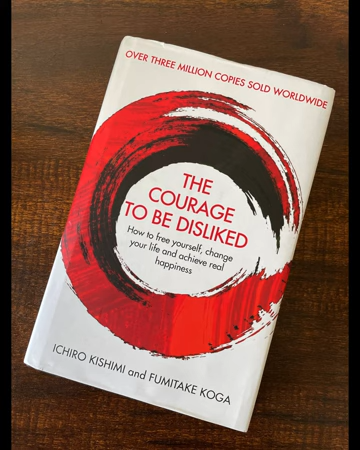 OVER THREE MILLION COPIES SOLD WORLDWIDE
THE
COURAGE
TO BE DISLIKED
How to free yourself, change
your life and achieve real
happiness
ICHIRO KISHIMI and FUMITAKE KOGA